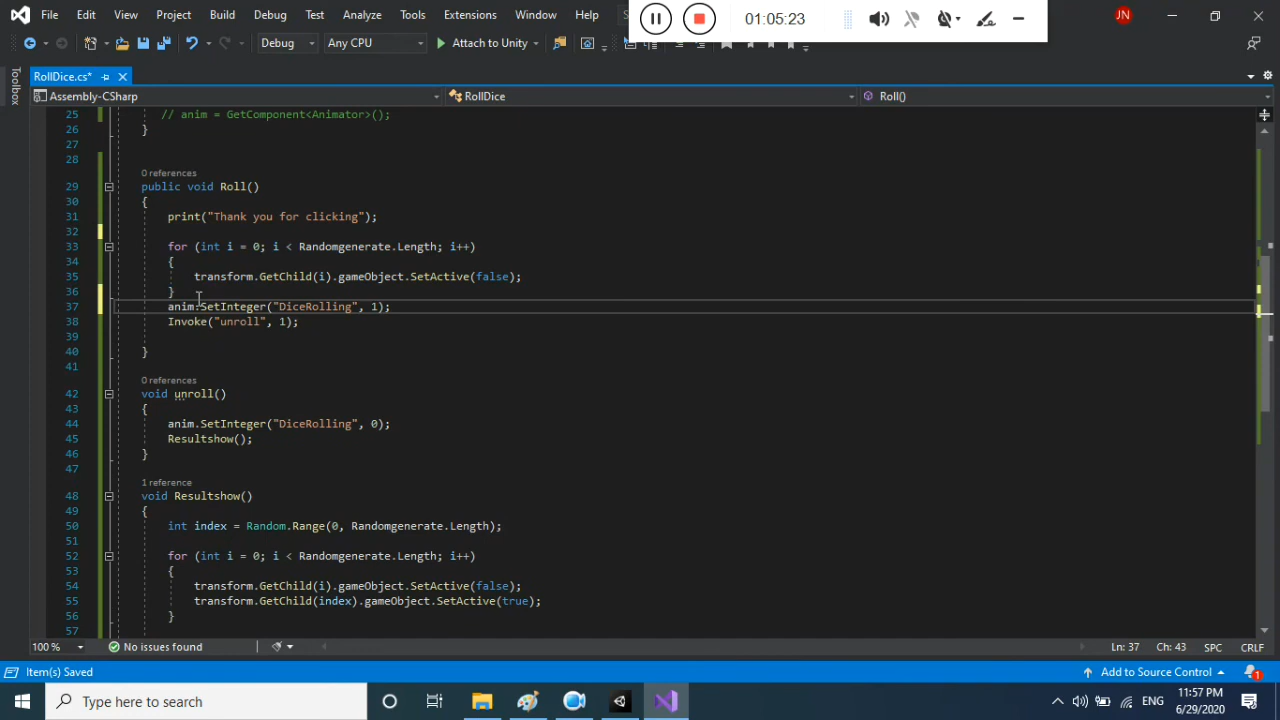 File Edit View Project Build Debug Test Analyze Tools Extensions Window Help
01:05:23
JN
Debug Any CPU Attach to Unity
RollDice.cs*
Toolbox
Assembly-CSharp RollDice Roll()
25 // anim = GetComponent<Animator>();
26 }
27
28
0 references
29 public void Roll()
30 {
31 print("Thank you for clicking");
32
33 for (int i = 0; i < Randomgenerate.Length; i++)
34 {
35 transform.GetChild(i).gameObject.SetActive(false);
36 }
37 anim.SetInteger("DiceRolling", 1);
38 Invoke("unroll", 1);
39
40 }
41
0 references
42 void unroll()
43 {
44 anim.SetInteger("DiceRolling", 0);
45 Resultshow();
46 }
47
1 reference
48 void Resultshow()
49 {
50 int index = Random.Range(0, Randomgenerate.Length);
51
52 for (int i = 0; i < Randomgenerate.Length; i++)
53 {
54 transform.GetChild(i).gameObject.SetActive(false);
55 transform.GetChild(index).gameObject.SetActive(true);
56 }
57
100 % No issues found Ln: 37 Ch: 43 SPC CRLF
Item(s) Saved Add to Source Control 1
Type here to search
ENG
11:57 PM
6/29/2020